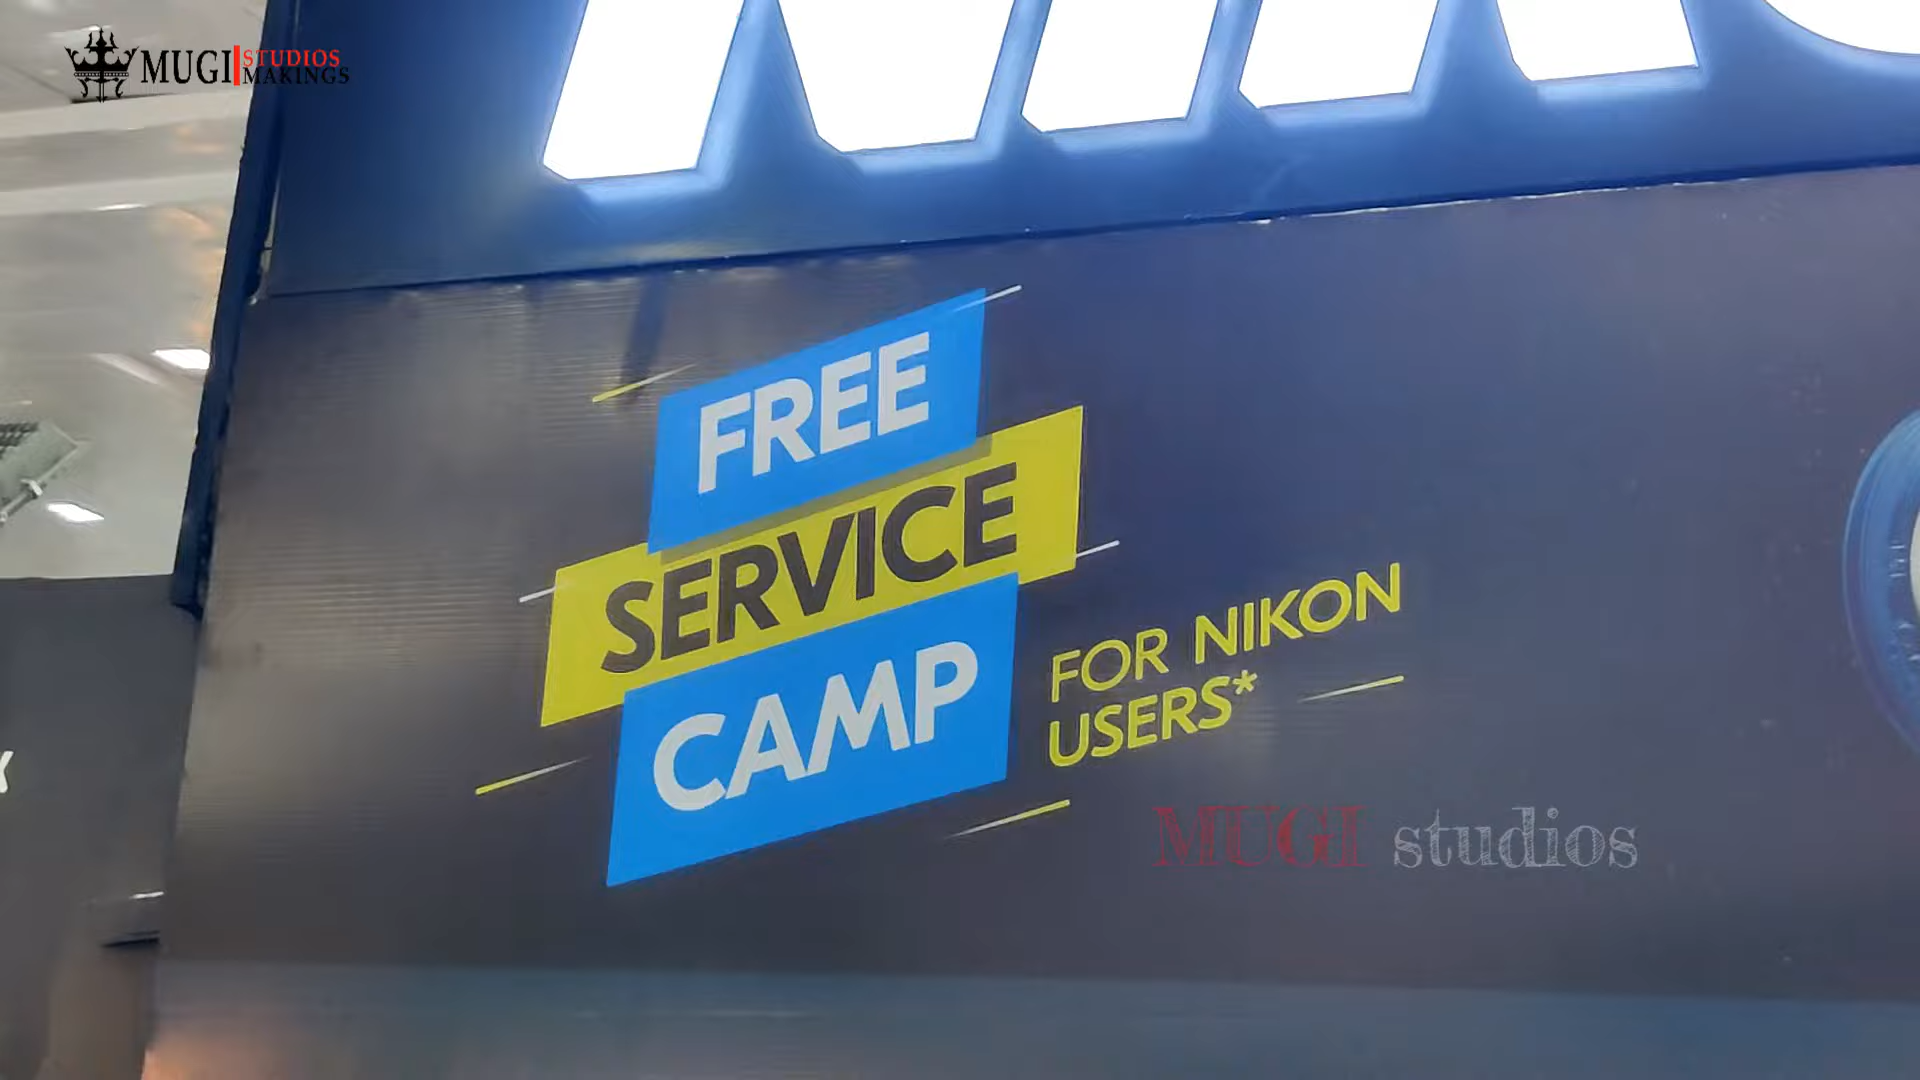 MUGI STUDIOS
MAKINGS
FREE
SERVICE
CAMP
FOR NIKON
USERS*
MUGI studios